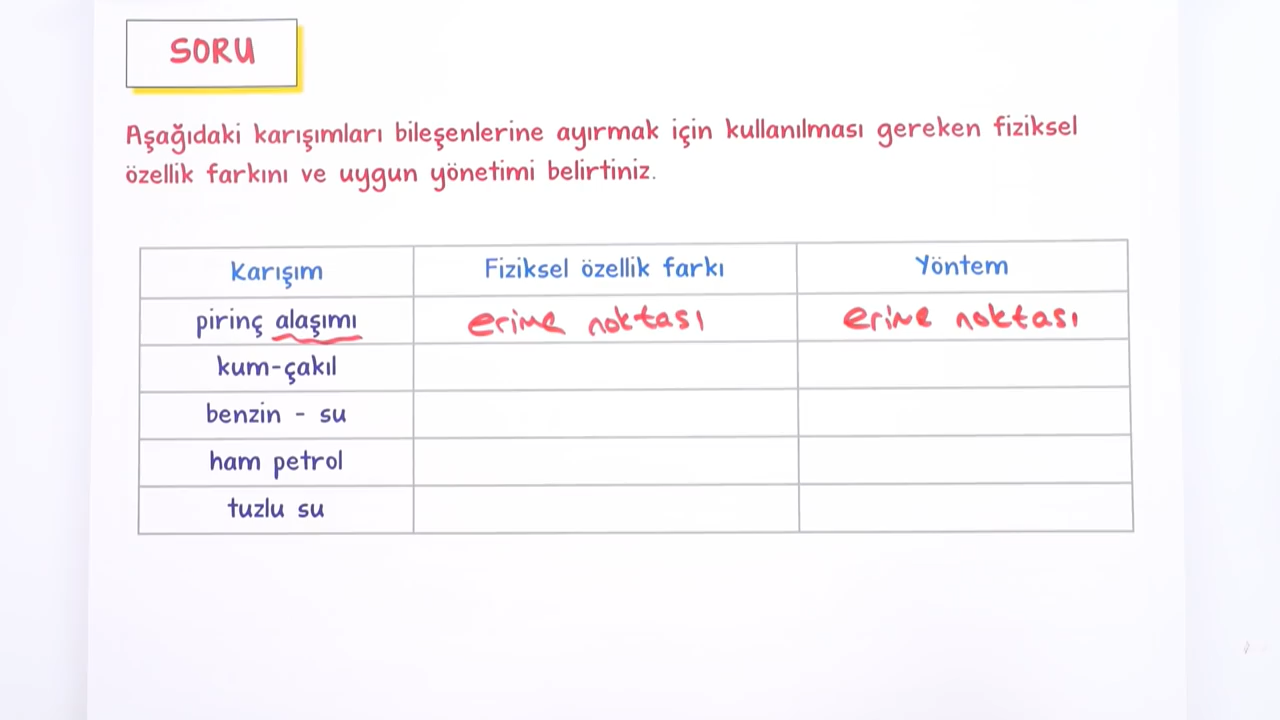 SORU
Aşağıdaki karışımları bileşenlerine ayırmak için kullanılması gereken fiziksel
özellik farkını ve uygun yönetimi belirtiniz.
Karışım Fiziksel özellik farkı Yöntem
pirinç alaşımı erime noktası erime noktası
kum-çakıl
benzin - su
ham petrol
tuzlu su